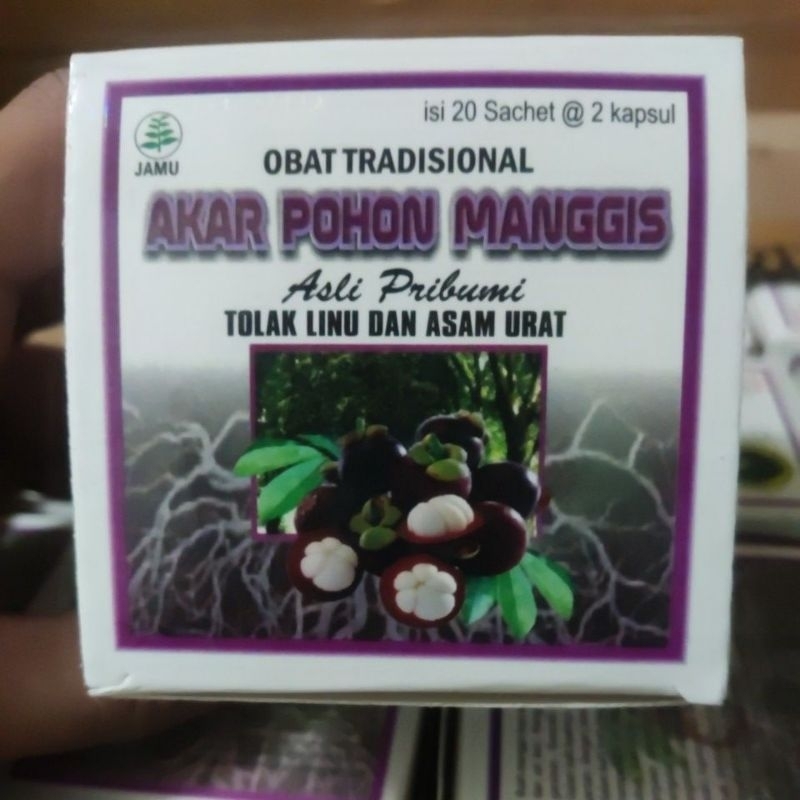 isi 20 Sachet @ 2 kapsul
JAMU
OBAT TRADISIONAL
AKAR POHON MANGGIS
Asli Pribumi
TOLAK LINU DAN ASAM URAT